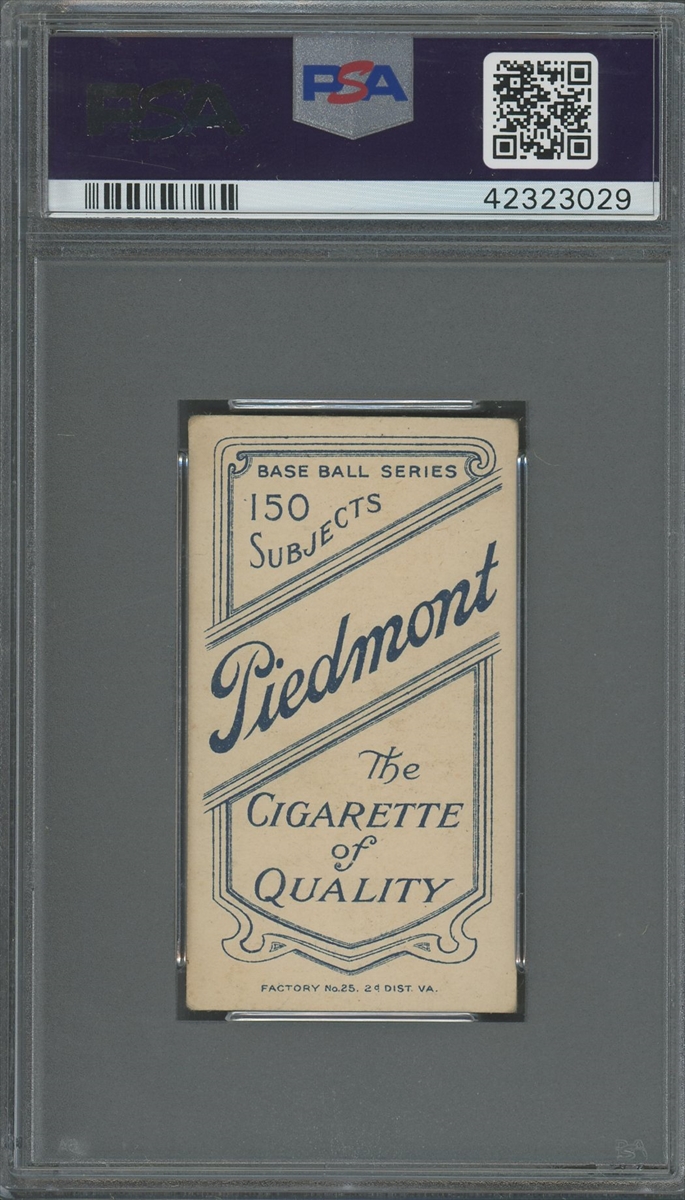 PSA
PSA
42323029
BASE BALL SERIES
150
SUBJECTS
Piedmont
The
CIGARETTE
of
QUALITY
FACTORY No.25. 2d DIST. VA.
PSA